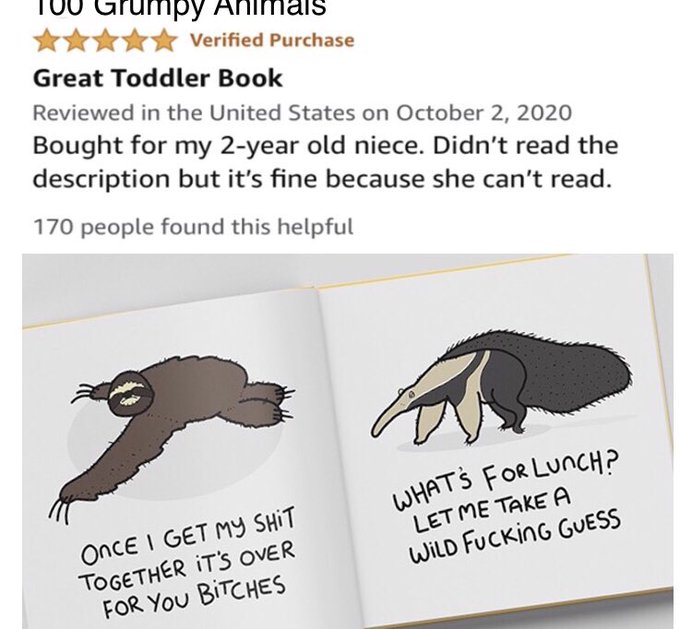 100 Grumpy Animals
Verified Purchase
Great Toddler Book
Reviewed in the United States on October 2, 2020
Bought for my 2-year old niece. Didn't read the
description but it's fine because she can't read.
170 people found this helpful
ONCE I GET MY SHIT
TOGETHER IT'S OVER
FOR YOU BITCHES
WHAT'S FOR LUNCH?
LET ME TAKE A
WILD FUCKING GUESS